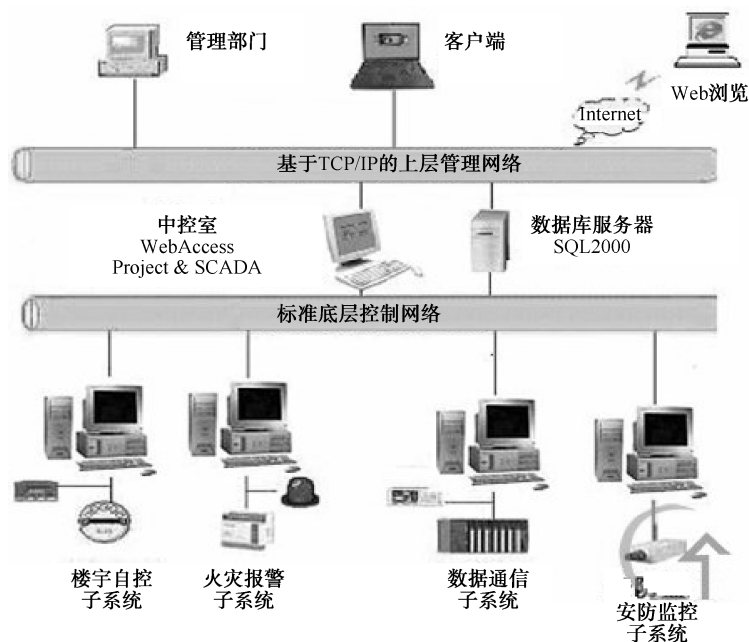 管理部门
客户端
Web浏览
Internet
基于TCP/IP的上层管理网络
中控室
WebAccess
Project & SCADA
数据库服务器
SQL2000
标准底层控制网络
楼宇自控
子系统
火灾报警
子系统
数据通信
子系统
安防监控
子系统